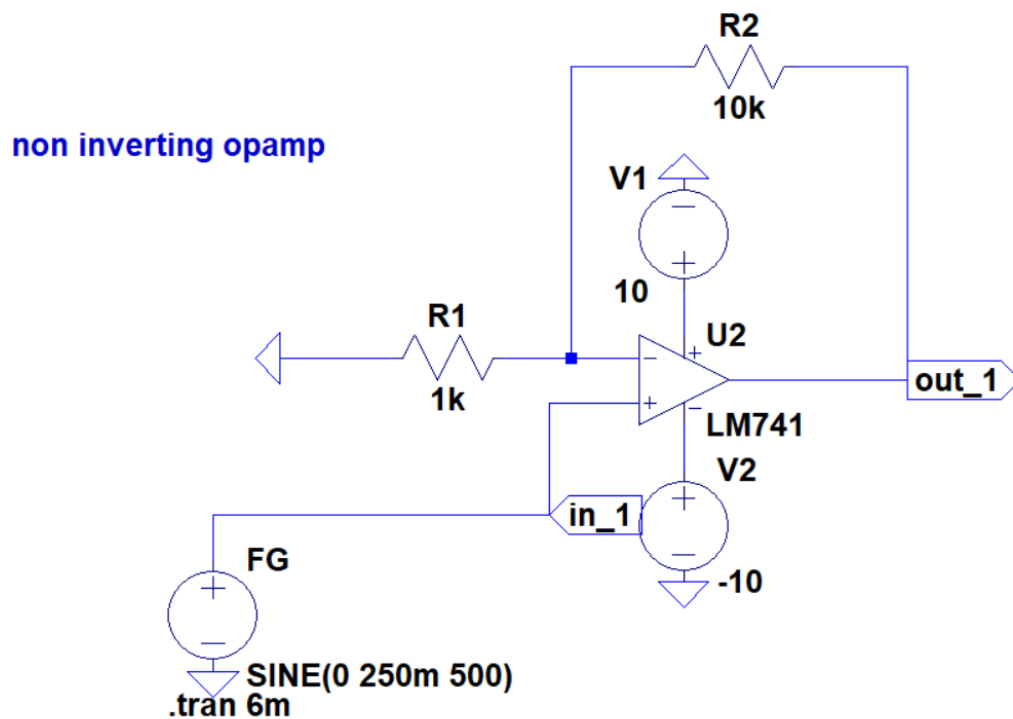 R2
10k
non inverting opamp
V1
10
R1
1k
U2
LM741
out_1
V2
in_1
-10
FG
SINE(0 250m 500)
.tran 6m